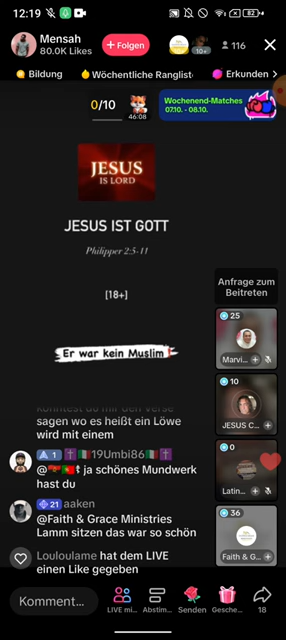 12:19
82
Mensah
80.0K Likes
+ Folgen
10+
116
Bildung
Wöchentliche Rangliste
Erkunden
0/10
46:08
Wochenend-Matches
07.10. - 08.10.
JESUS
IS LORD
JESUS IST GOTT
Philipper 2:5-11
[18+]
Er war kein Muslim
Anfrage zum
Beitreten
25
Marvi...
10
JESUS C...
0
Latin...
36
Faith & G...
sagen wo es heißt ein Löwe
wird mit einem
1 19Umbi86
@ ja schönes Mundwerk
hast du
21 aaken
@Faith & Grace Ministries
Lamm sitzen das war so schön
Louloulame hat dem LIVE
einen Like gegeben
Komment...
LIVE mi...
Abstim...
Senden
Gesche...
18